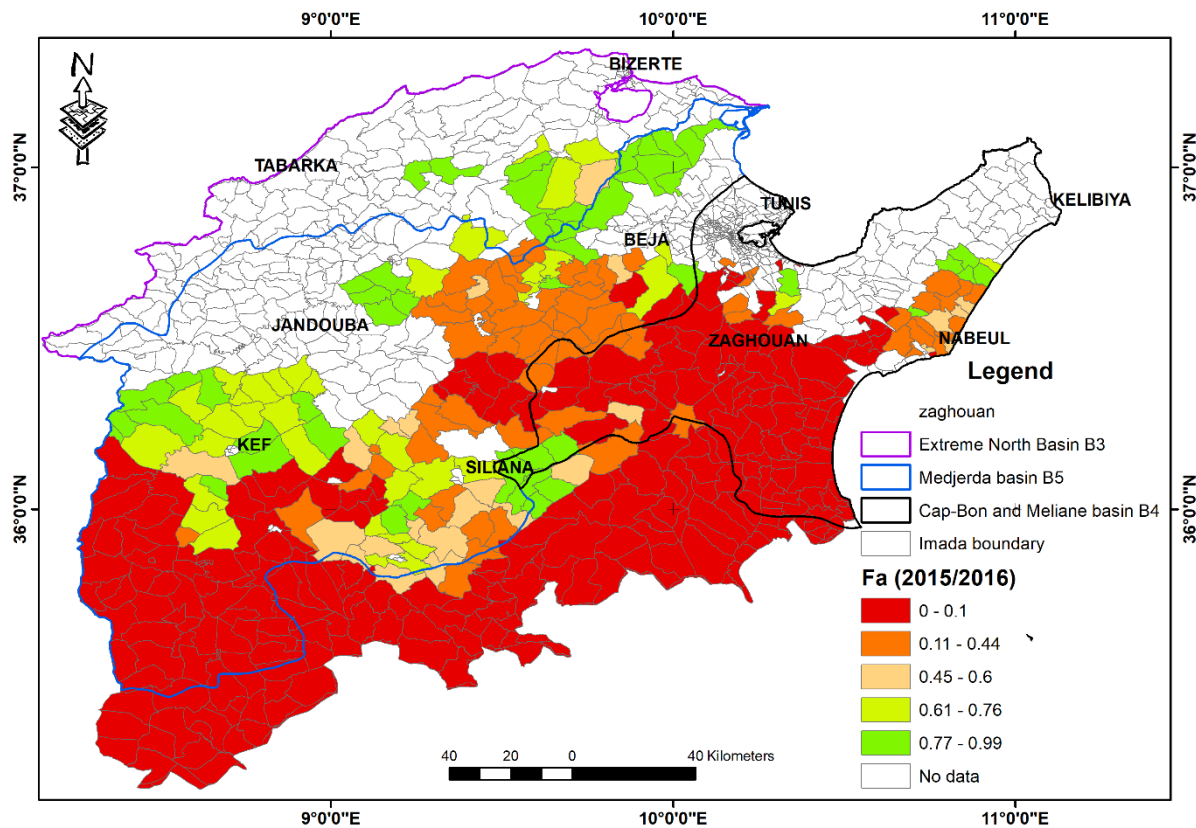 9°0'0"E 10°0'0"E 11°0'0"E
N
BIZERTE
37°0'0"N TABARKA 37°0'0"N
TUNIS KELIBIYA
BEJA
JANDOUBA ZAGHOUAN NABEUL
Legend
zaghouan
Extreme North Basin B3
KEF
SILIANA Medjerda basin B5
36°0'0"N Cap-Bon and Meliane basin B4 36°0'0"N
Imada boundary
Fa (2015/2016)
0 - 0.1
0.11 - 0.44
0.45 - 0.6
0.61 - 0.76
0.77 - 0.99
No data
40 20 0 40 Kilometers
9°0'0"E 10°0'0"E 11°0'0"E